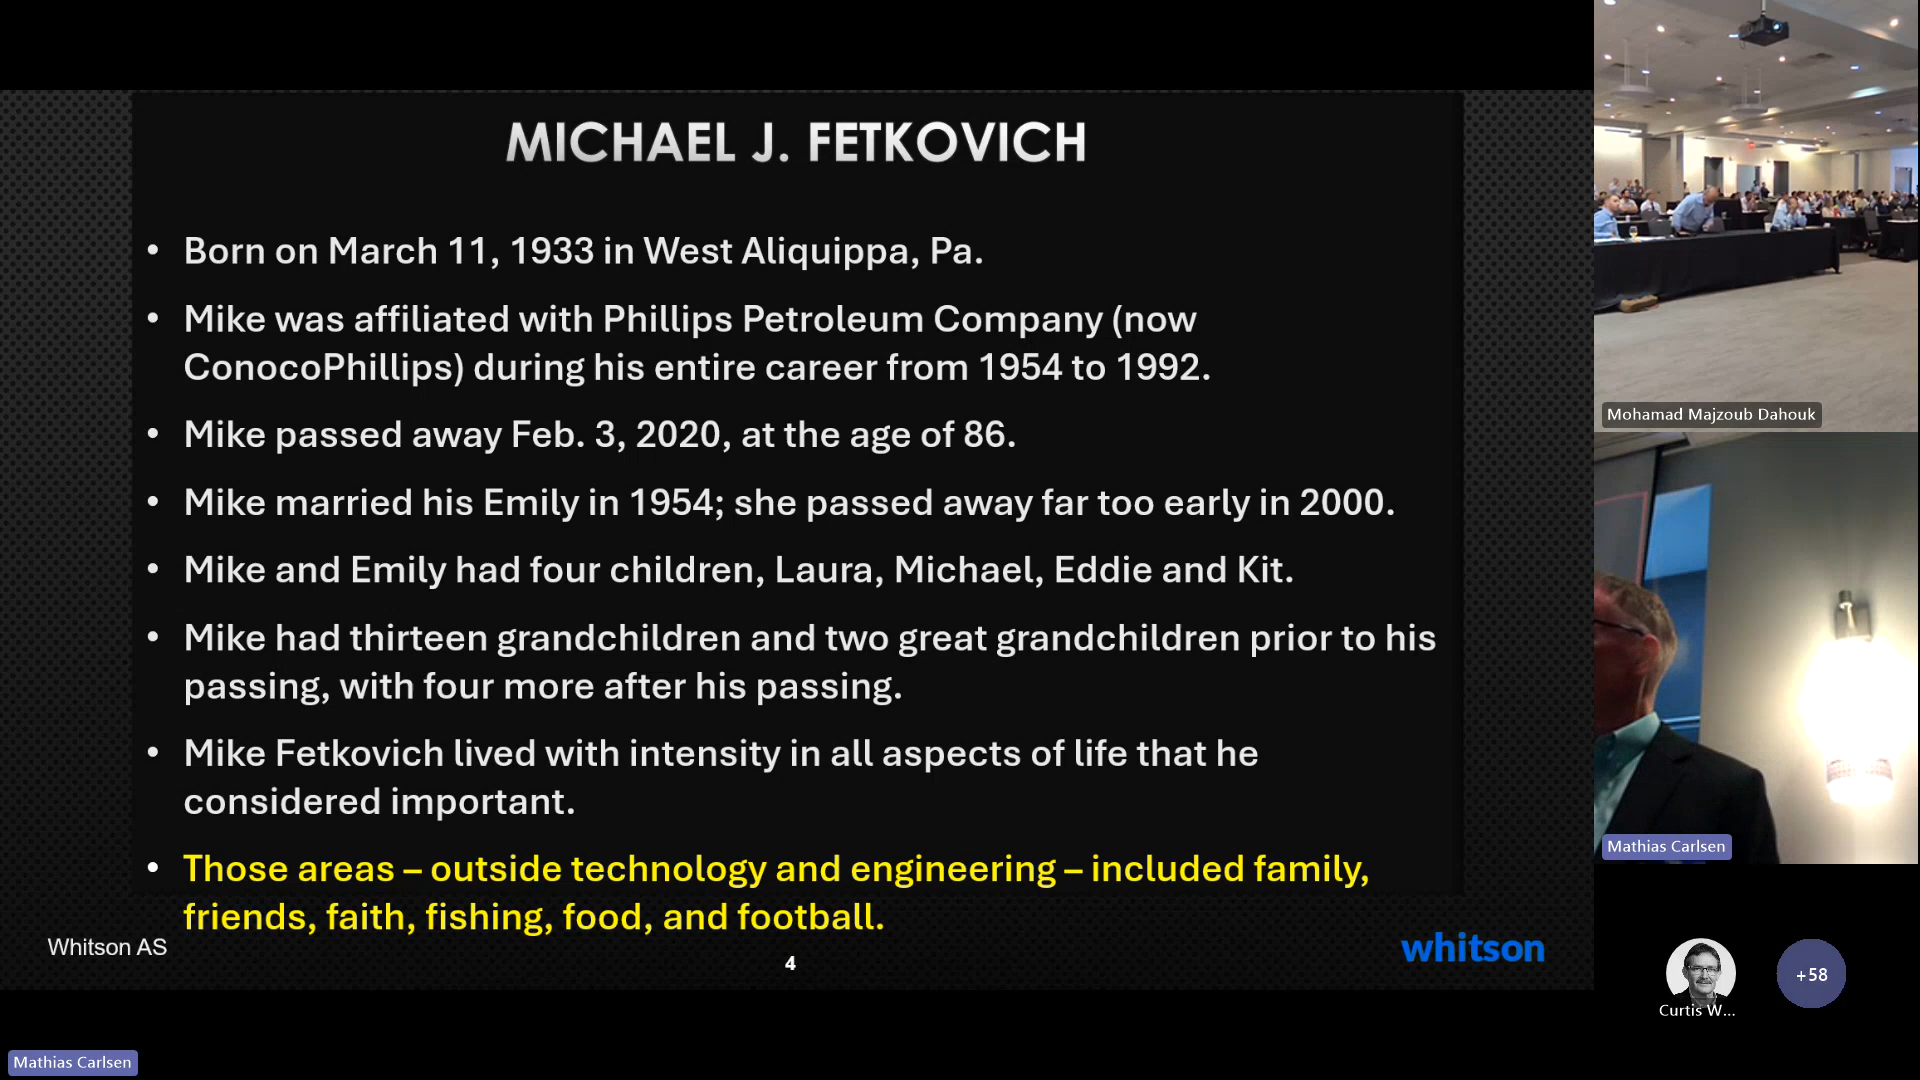 MICHAEL J. FETKOVICH
• Born on March 11, 1933 in West Aliquippa, Pa.
• Mike was affiliated with Phillips Petroleum Company (now
ConocoPhillips) during his entire career from 1954 to 1992.
• Mike passed away Feb. 3, 2020, at the age of 86.
• Mike married his Emily in 1954; she passed away far too early in 2000.
• Mike and Emily had four children, Laura, Michael, Eddie and Kit.
• Mike had thirteen grandchildren and two great grandchildren prior to his
passing, with four more after his passing.
• Mike Fetkovich lived with intensity in all aspects of life that he
considered important.
• Those areas – outside technology and engineering – included family,
friends, faith, fishing, food, and football.
Whitson AS
4
whitson
Mohamad Majzoub Dahouk
Mathias Carlsen
Curtis W...
+58
Mathias Carlsen